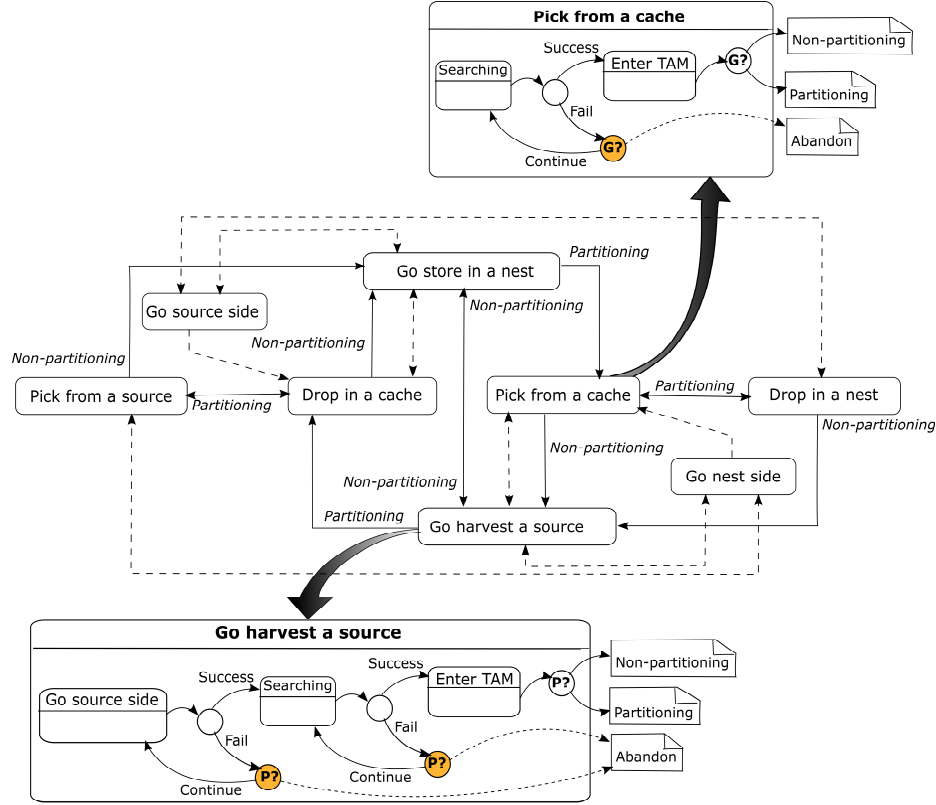 Pick from a cache
Success
Non-partitioning
Searching
Enter TAM
G?
Partitioning
Fail
Abandon
G?
Continue
Partitioning
Go store in a nest
Non-partitioning
Go source side
Non-partitioning
Non-partitioning
Pick from a source
Partitioning
Drop in a cache
Pick from a cache
Partitioning
Drop in a nest
Non-partitioning
Non-partitioning
Go nest side
Non-partitioning
Partitioning
Go harvest a source
Go harvest a source
Success
Non-partitioning
Success
Searching
Enter TAM
P?
Go source side
Partitioning
Fail
Fail
Abandon
P?
P?
Continue
Continue